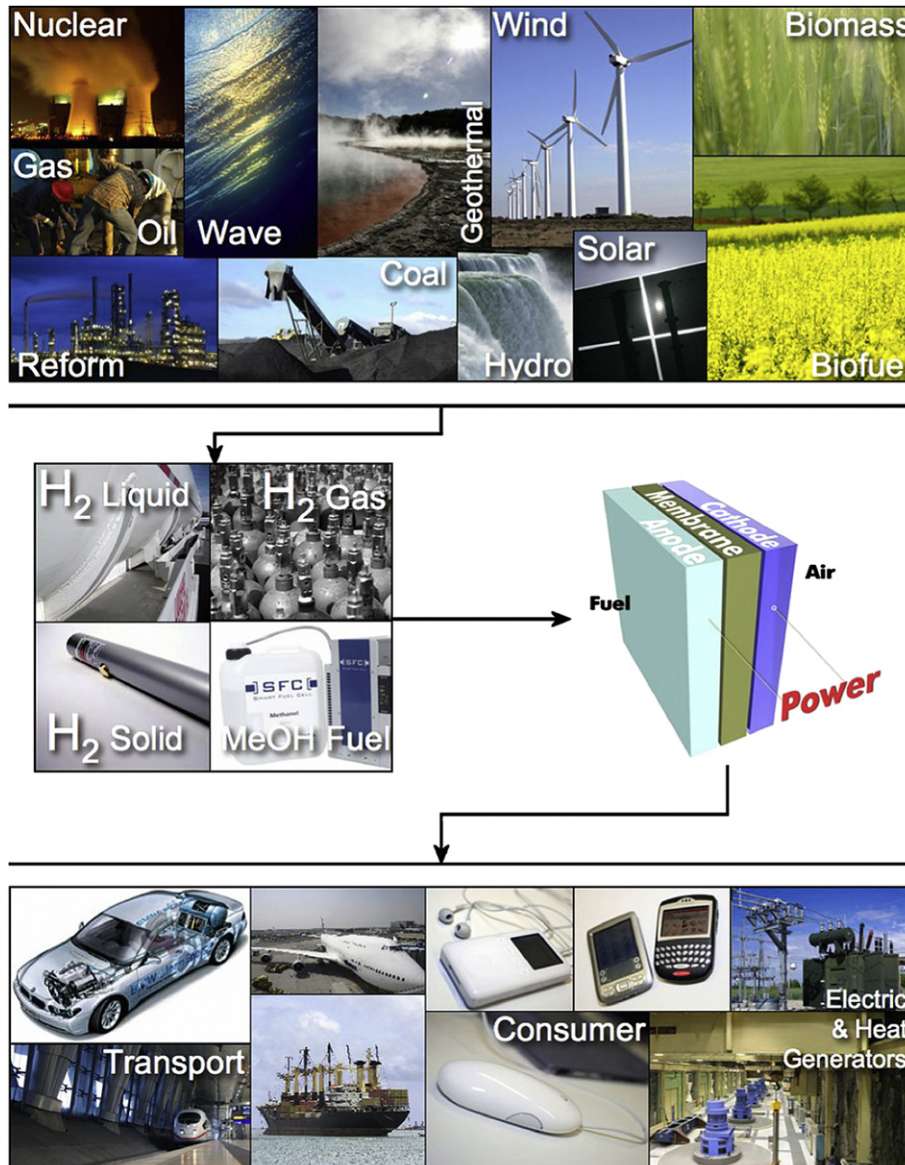 Nuclear
Wind
Biomass
Gas
Oil
Wave
Geothermal
Solar
Coal
Reform
Hydro
Biofuel
H2 Liquid
H2 Gas
H2 Solid
]SFC[
SMART FUEL CELL
Methanol
MeOH Fuel
Anode
Membrane
Cathode
Fuel
Air
Power
Transport
Consumer
Electric
& Heat
Generators